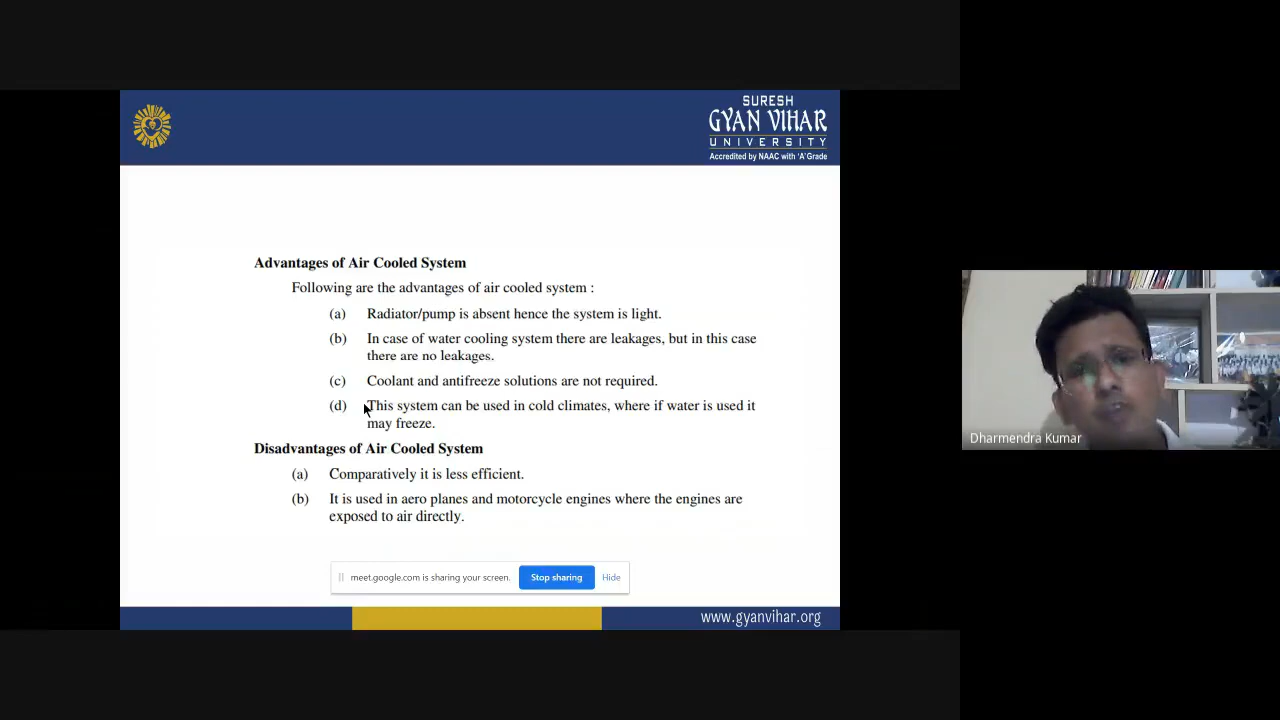 SURESH
GYAN VIHAR
UNIVERSITY
Accredited by NAAC with 'A' Grade
Advantages of Air Cooled System
Following are the advantages of air cooled system :
(a) Radiator/pump is absent hence the system is light.
(b) In case of water cooling system there are leakages, but in this case
there are no leakages.
(c) Coolant and antifreeze solutions are not required.
(d) This system can be used in cold climates, where if water is used it
may freeze.
Disadvantages of Air Cooled System
(a) Comparatively it is less efficient.
(b) It is used in aero planes and motorcycle engines where the engines are
exposed to air directly.
meet.google.com is sharing your screen. Stop sharing Hide
www.gyanvihar.org
Dharmendra Kumar